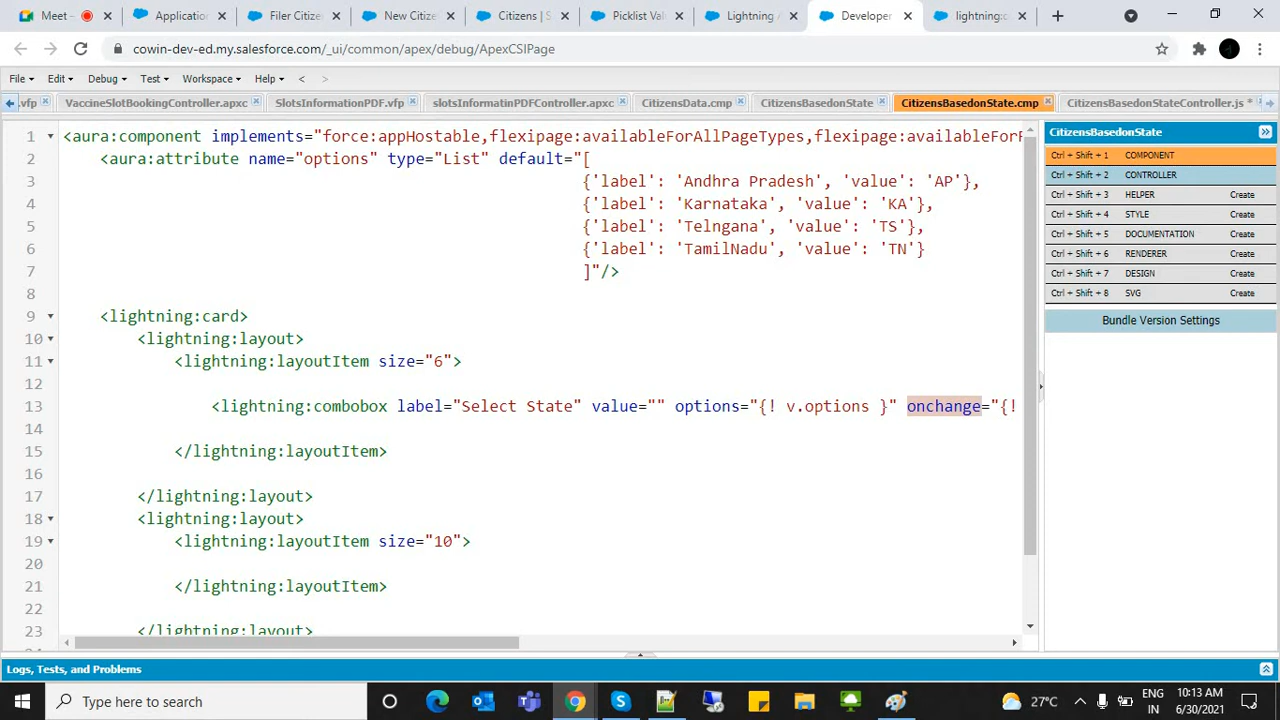 Meet –
Application
Filer Citize
New Citize
Citizens | S
Picklist Val
Lightning
Developer
lightning:c
cowin-dev-ed.my.salesforce.com/_ui/common/apex/debug/ApexCSIPage
File Edit Debug Test Workspace Help < >
.vfp
VaccineSlotBookingController.apxc
SlotsInformationPDF.vfp
slotsInformatinPDFController.apxc
CitizensData.cmp
CitizensBasedonState
CitizensBasedonState.cmp
CitizensBasedonStateController.js *
1 <aura:component implements="force:appHostable,flexipage:availableForAllPageTypes,flexipage:availableForR
2 <aura:attribute name="options" type="List" default="[
3 {'label': 'Andhra Pradesh', 'value': 'AP'},
4 {'label': 'Karnataka', 'value': 'KA'},
5 {'label': 'Telngana', 'value': 'TS'},
6 {'label': 'TamilNadu', 'value': 'TN'}
7 ]"/>
8
9 <lightning:card>
10 <lightning:layout>
11 <lightning:layoutItem size="6">
12
13 <lightning:combobox label="Select State" value="" options="{! v.options }" onchange="{!
14
15 </lightning:layoutItem>
16
17 </lightning:layout>
18 <lightning:layout>
19 <lightning:layoutItem size="10">
20
21 </lightning:layoutItem>
22
23 </lightning:layout>
CitizensBasedonState
Ctrl + Shift + 1 COMPONENT
Ctrl + Shift + 2 CONTROLLER
Ctrl + Shift + 3 HELPER Create
Ctrl + Shift + 4 STYLE Create
Ctrl + Shift + 5 DOCUMENTATION Create
Ctrl + Shift + 6 RENDERER Create
Ctrl + Shift + 7 DESIGN Create
Ctrl + Shift + 8 SVG Create
Bundle Version Settings
Logs, Tests, and Problems
Type here to search
27°C
ENG
IN
10:13 AM
6/30/2021